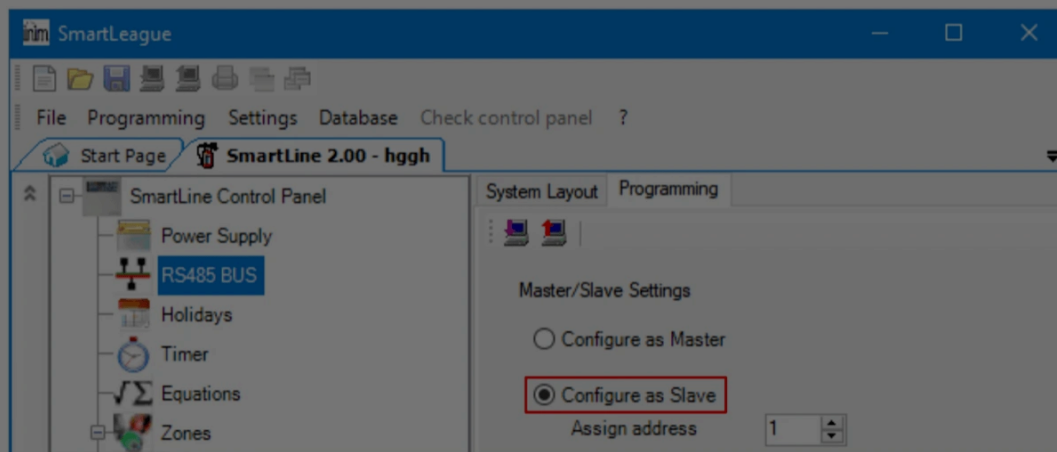 inim SmartLeague
File Programming Settings Database Check control panel ?
Start Page SmartLine 2.00 - hggh
SmartLine Control Panel
Power Supply
RS485 BUS
Holidays
Timer
Equations
Zones
System Layout Programming
Master/Slave Settings
Configure as Master
Configure as Slave
Assign address 1